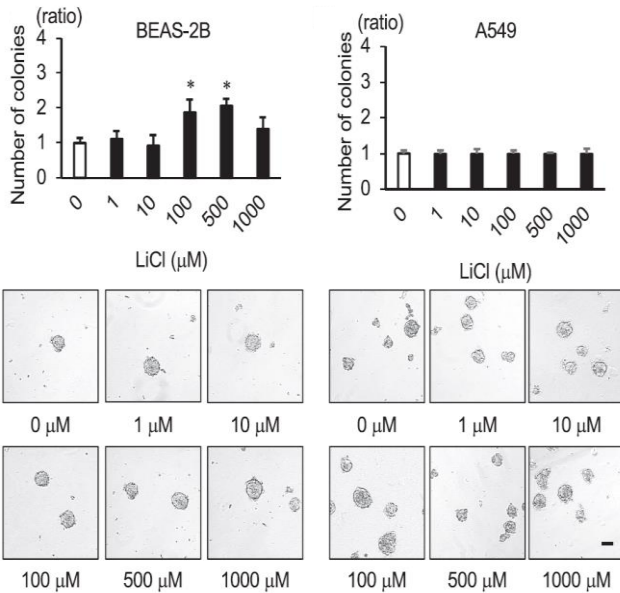 (ratio)
BEAS-2B
Number of colonies
4
3
2
1
0
* *
0 1 10 100 500 1000
LiCl (μM)
0 μM 1 μM 10 μM
100 μM 500 μM 1000 μM
(ratio)
A549
Number of colonies
4
3
2
1
0
0 1 10 100 500 1000
LiCl (μM)
0 μM 1 μM 10 μM
100 μM 500 μM 1000 μM